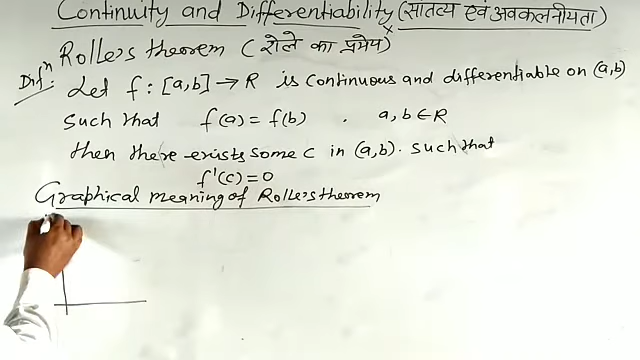 Continuity and Differentiability (सातत्य एवं अवकलनीयता)
Rolle's theorem (रोले का प्रमेय)
Defⁿ Let f : [a,b] → R is continuous and differentiable on (a,b)
such that f(a) = f(b) . a, b ∈ R
then there exists some c in (a,b). such that
f'(c) = 0
Graphical meaning of Rolle's theorem